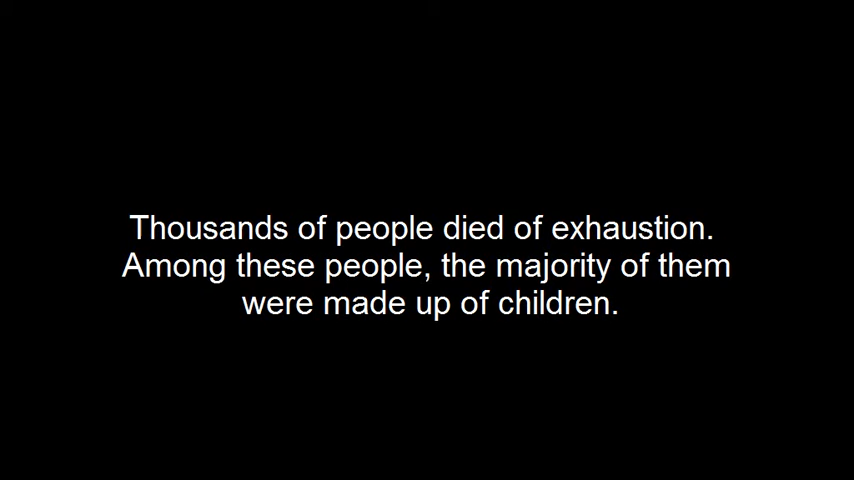 Thousands of people died of exhaustion.
Among these people, the majority of them
were made up of children.